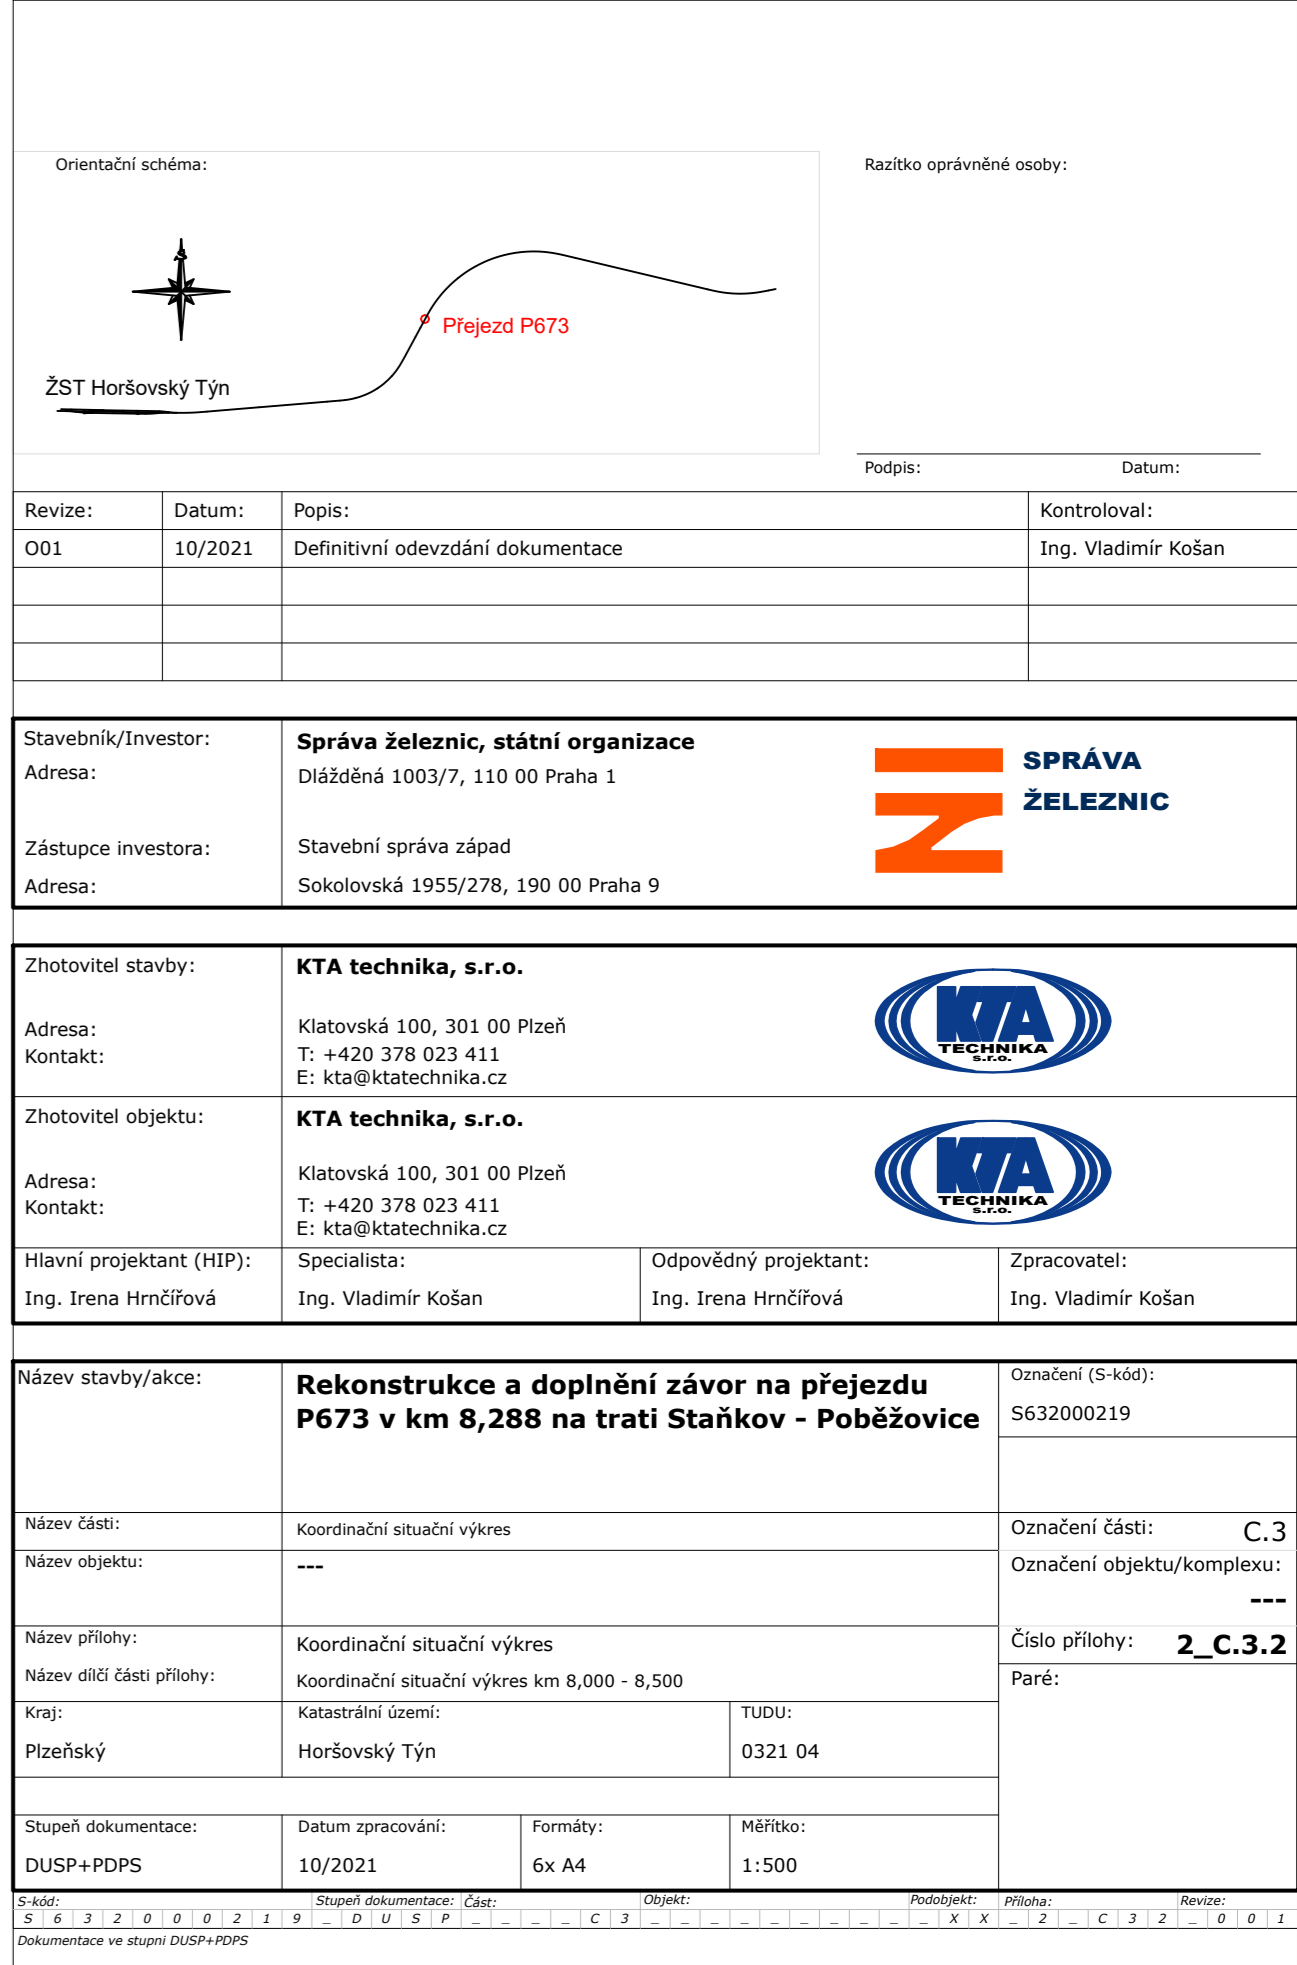 Orientační schéma:
Razítko oprávněné osoby:
S
Přejezd P673
ŽST Horšovský Týn
Podpis: Datum:
Revize: Datum: Popis: Kontroloval:
O01 10/2021 Definitivní odevzdání dokumentace Ing. Vladimír Košan
Stavebník/Investor: Správa železnic, státní organizace
Adresa: Dlážděná 1003/7, 110 00 Praha 1
SPRÁVA
ŽELEZNIC
Zástupce investora: Stavební správa západ
Adresa: Sokolovská 1955/278, 190 00 Praha 9
Zhotovitel stavby: KTA technika, s.r.o.
Adresa: Klatovská 100, 301 00 Plzeň
Kontakt: T: +420 378 023 411
E: kta@ktatechnika.cz
KTA
TECHNIKA
s.r.o.
Zhotovitel objektu: KTA technika, s.r.o.
Adresa: Klatovská 100, 301 00 Plzeň
Kontakt: T: +420 378 023 411
E: kta@ktatechnika.cz
KTA
TECHNIKA
s.r.o.
Hlavní projektant (HIP): Specialista: Odpovědný projektant: Zpracovatel:
Ing. Irena Hrnčířová Ing. Vladimír Košan Ing. Irena Hrnčířová Ing. Vladimír Košan
Název stavby/akce: Rekonstrukce a doplnění závor na přejezdu
P673 v km 8,288 na trati Staňkov - Poběžovice
Označení (S-kód):
S632000219
Název části: Koordinační situační výkres Označení části: C.3
Název objektu: --- Označení objektu/komplexu:
---
Název přílohy: Koordinační situační výkres Číslo přílohy: 2_C.3.2
Název dílčí části přílohy: Koordinační situační výkres km 8,000 - 8,500 Paré:
Kraj: Katastrální území: TUDU:
Plzeňský Horšovský Týn 0321 04
Stupeň dokumentace: Datum zpracování: Formáty: Měřítko:
DUSP+PDPS 10/2021 6x A4 1:500
S-kód: Stupeň dokumentace: Část: Objekt: Podobjekt: Příloha: Revize:
S 6 3 2 0 0 0 2 1 9 _ D U S P _ _ _ _ C 3 _ _ _ _ _ _ _ _ _ _ X X _ 2 _ C 3 2 _ 0 0 1
Dokumentace ve stupni DUSP+PDPS